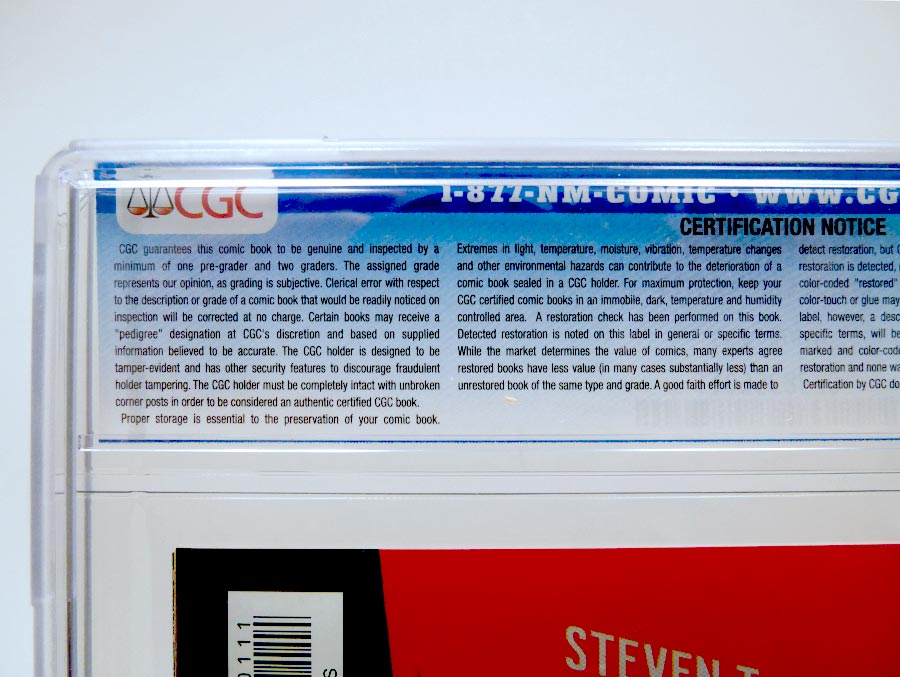 CGC
1-877-NM-COMIC • WWW.CG
CERTIFICATION NOTICE
CGC guarantees this comic book to be genuine and inspected by a
minimum of one pre-grader and two graders. The assigned grade
represents our opinion, as grading is subjective. Clerical error with respect
to the description or grade of a comic book that would be readily noticed on
inspection will be corrected at no charge. Certain books may receive a
"pedigree" designation at CGC's discretion and based on supplied
information believed to be accurate. The CGC holder is designed to be
tamper-evident and has other security features to discourage fraudulent
holder tampering. The CGC holder must be completely intact with unbroken
corner posts in order to be considered an authentic certified CGC book.
Proper storage is essential to the preservation of your comic book.
Extremes in light, temperature, moisture, vibration, temperature changes
and other environmental hazards can contribute to the deterioration of a
comic book sealed in a CGC holder. For maximum protection, keep your
CGC certified comic books in an immobile, dark, temperature and humidity
controlled area. A restoration check has been performed on this book.
Detected restoration is noted on this label in general or specific terms.
While the market determines the value of comics, many experts agree
restored books have less value (in many cases substantially less) than an
unrestored book of the same type and grade. A good faith effort is made to
detect restoration, but
restoration is detected,
color-coded "restored"
color-touch or glue may
label, however, a desc
specific terms, will be
marked and color-code
restoration and none wa
Certification by CGC do
0111
S
STEVEN T